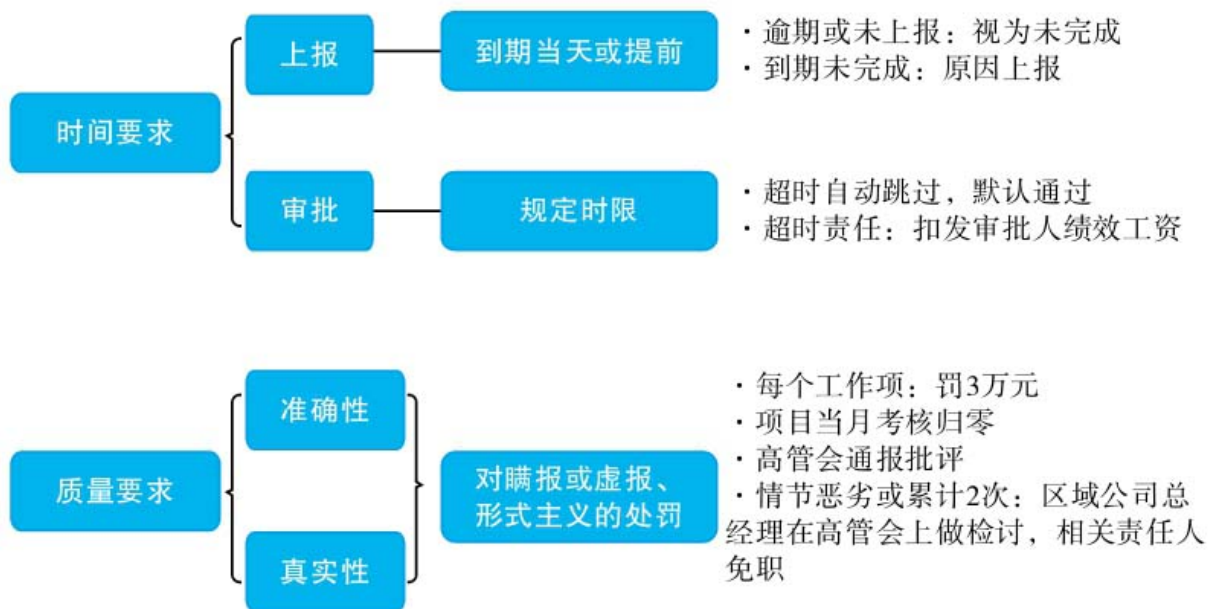 时间要求
上报
到期当天或提前
·逾期或未上报：视为未完成
·到期未完成：原因上报
审批
规定时限
·超时自动跳过，默认通过
·超时责任：扣发审批人绩效工资
质量要求
准确性
真实性
对瞒报或虚报、
形式主义的处罚
·每个工作项：罚3万元
·项目当月考核归零
·高管会通报批评
·情节恶劣或累计2次：区域公司总
经理在高管会上做检讨，相关责任人
免职